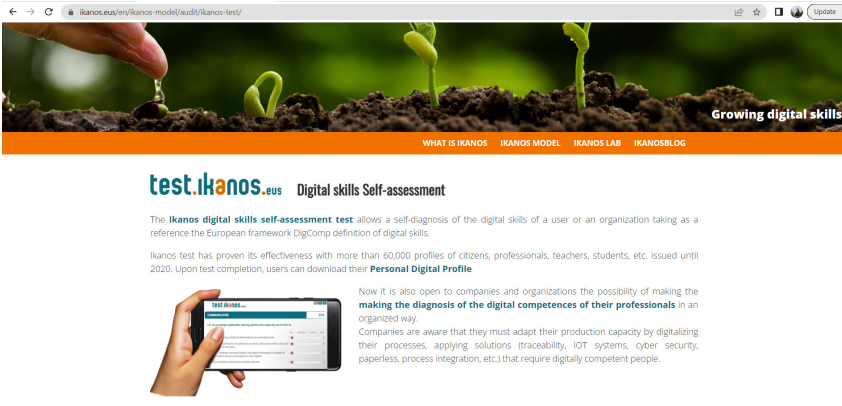 ikanos.eus/en/ikanos-model/audit/ikanos-test/
Update
Growing digital skills
WHAT IS IKANOS IKANOS MODEL IKANOS LAB IKANOSBLOG
test.ikanos.eus Digital skills Self-assessment
The Ikanos digital skills self-assessment test allows a self-diagnosis of the digital skills of a user or an organization taking as a
reference the European framework DigComp definition of digital skills.
Ikanos test has proven its effectiveness with more than 60,000 profiles of citizens, professionals, teachers, students, etc. issued until
2020. Upon test completion, users can download their Personal Digital Profile
Now it is also open to companies and organizations the possibility of making the
making the diagnosis of the digital competences of their professionals in an
organized way.
Companies are aware that they must adapt their production capacity by digitalizing
their processes, applying solutions (traceability, IOT systems, cyber security,
paperless, process integration, etc.) that require digitally competent people.
test.ikanos.eus